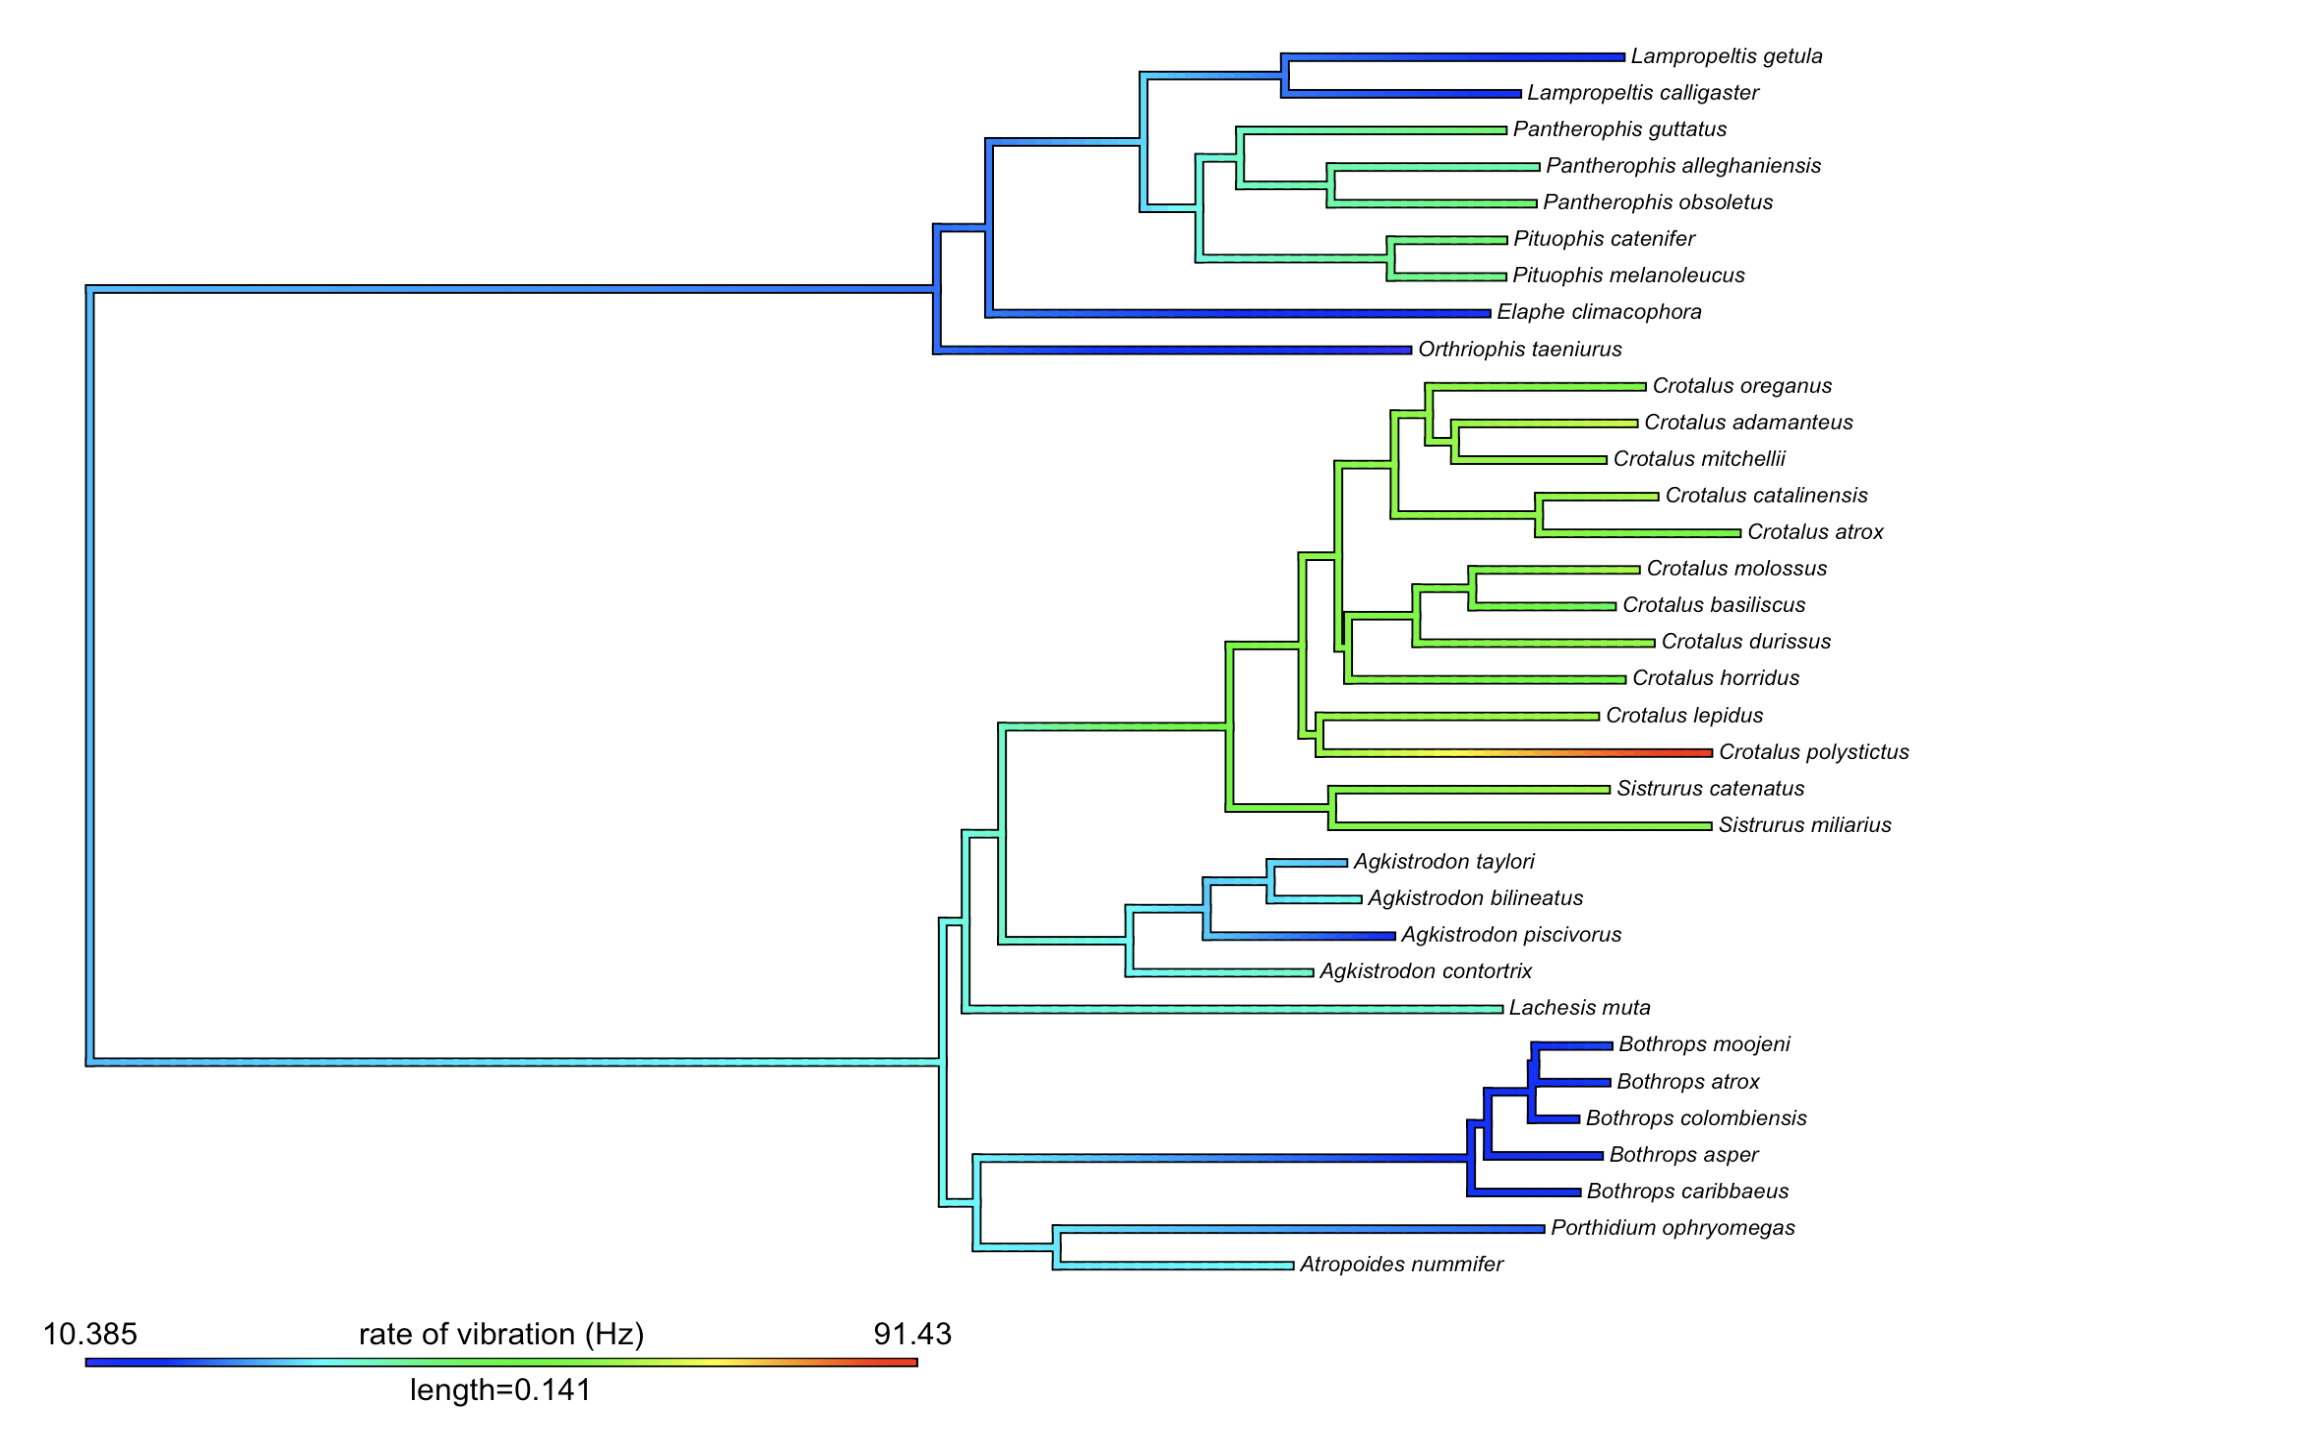 Lampropeltis getula
Lampropeltis calligaster
Pantherophis guttatus
Pantherophis alleghaniensis
Pantherophis obsoletus
Pituophis catenifer
Pituophis melanoleucus
Elaphe climacophora
Orthriophis taeniurus
Crotalus oreganus
Crotalus adamanteus
Crotalus mitchellii
Crotalus catalinensis
Crotalus atrox
Crotalus molossus
Crotalus basiliscus
Crotalus durissus
Crotalus horridus
Crotalus lepidus
Crotalus polystictus
Sistrurus catenatus
Sistrurus miliarius
Agkistrodon taylori
Agkistrodon bilineatus
Agkistrodon piscivorus
Agkistrodon contortrix
Lachesis muta
Bothrops moojeni
Bothrops atrox
Bothrops colombiensis
Bothrops asper
Bothrops caribbaeus
Porthidium ophryomegas
Atropoides nummifer
10.385 rate of vibration (Hz) 91.43
length=0.141